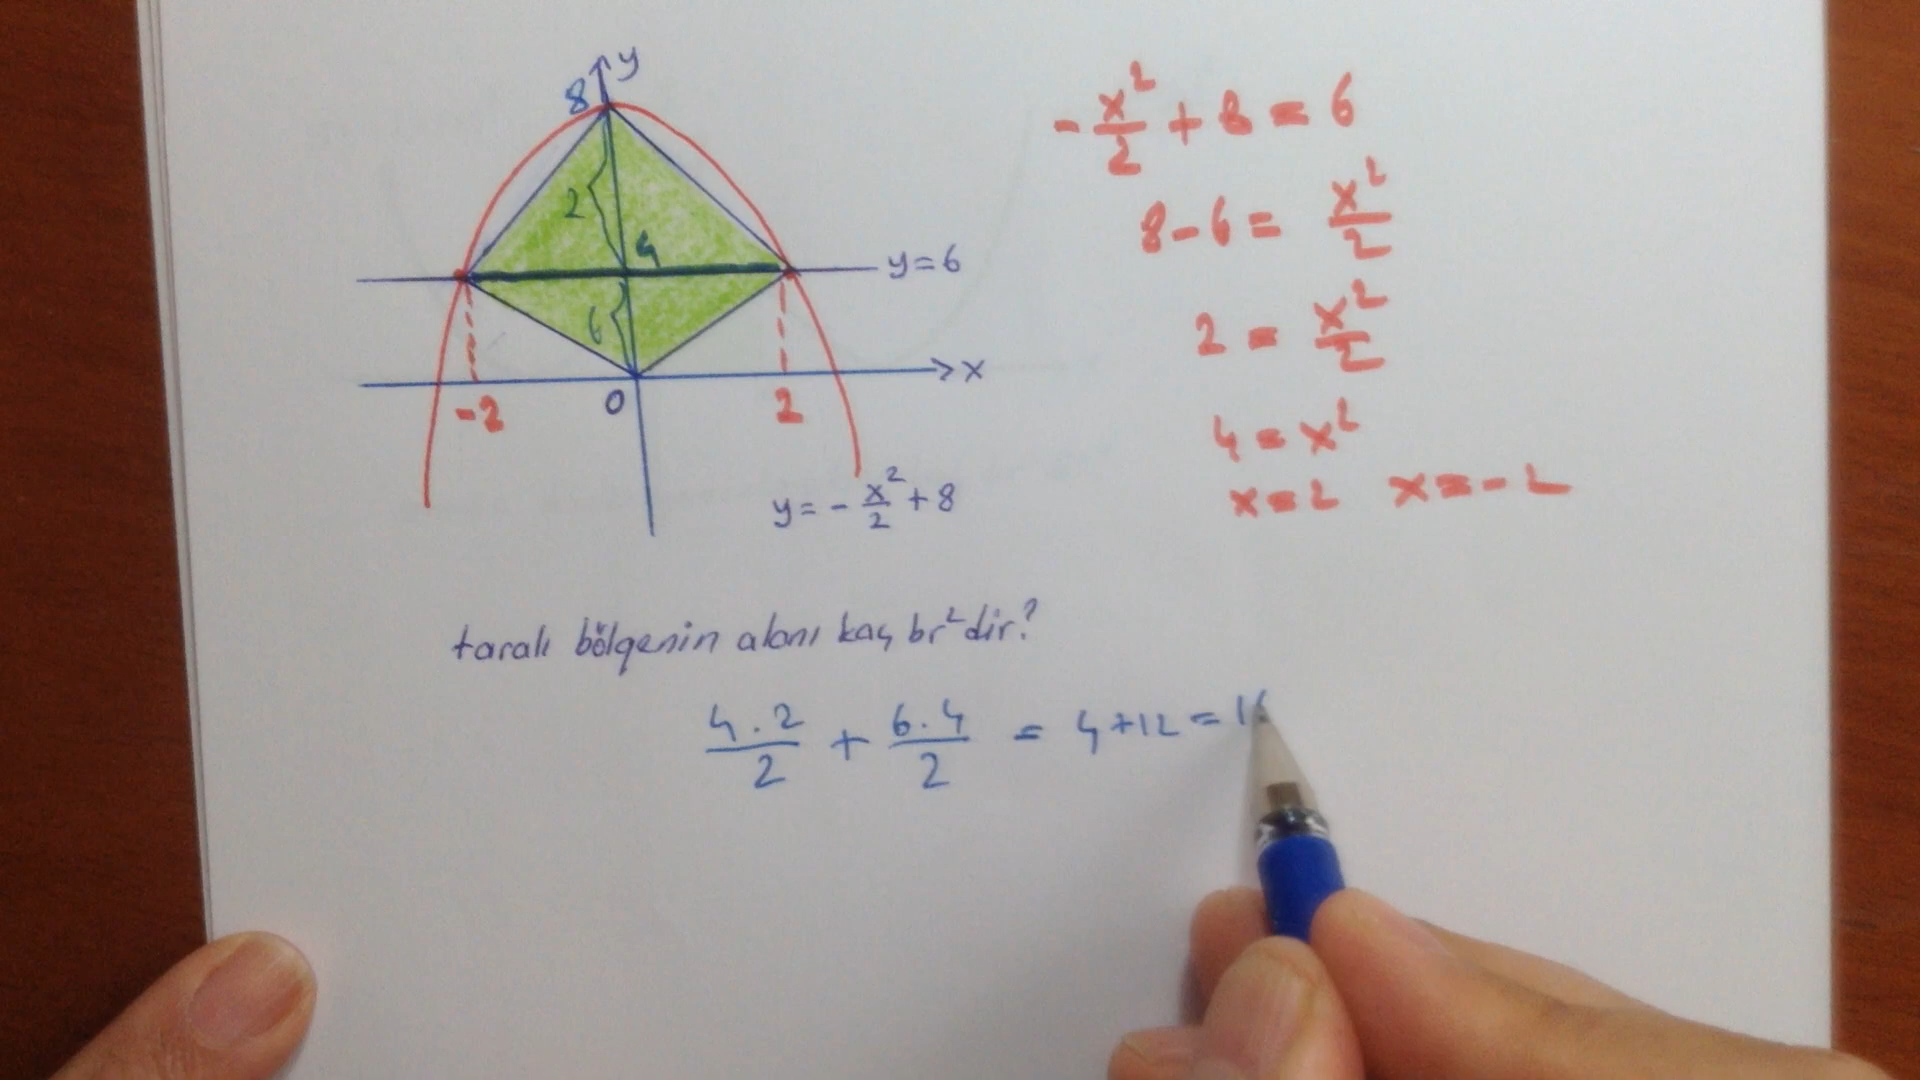 y
8
2
4
y=6
6
x
0
-2
2
y = - x²/2 + 8
- x²/2 + 8 = 6
8 - 6 = x²/2
2 = x²/2
4 = x²
x = 2 x = -2
taralı bölgenin alanı kaç br² dir?
4.2/2 + 6.4/2 = 4+12 = 16